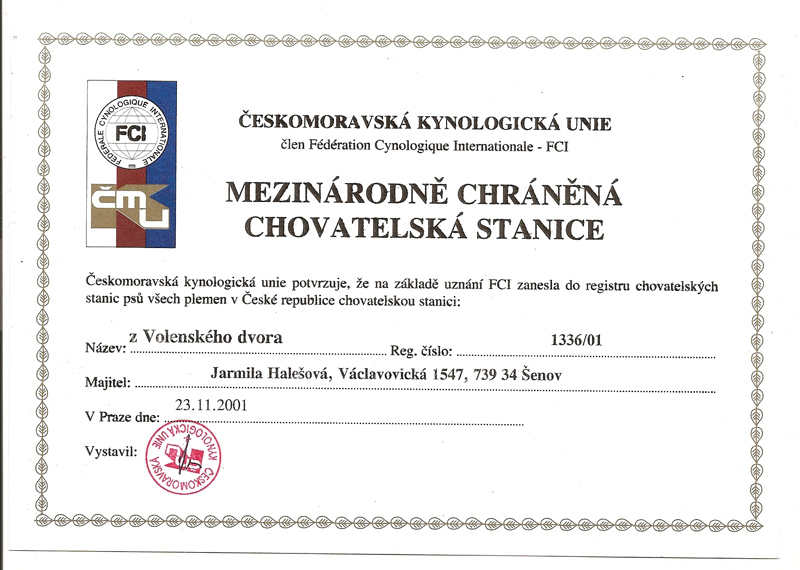 FEDERALE CYNOLOGIQUE INTERNATIONALE
FCI
čmku
ČESKOMORAVSKÁ KYNOLOGICKÁ UNIE
člen Fédération Cynologique Internationale - FCI
MEZINÁRODNĚ CHRÁNĚNÁ
CHOVATELSKÁ STANICE
Českomoravská kynologická unie potvrzuje, že na základě uznání FCI zanesla do registru chovatelských
stanic psů všech plemen v České republice chovatelskou stanici:
Název: z Volenského dvora Reg. číslo: 1336/01
Majitel: Jarmila Halešová, Václavovická 1547, 739 34 Šenov
V Praze dne: 23.11.2001
Vystavil:
ČESKOMORAVSKÁ KYNOLOGICKÁ UNIE